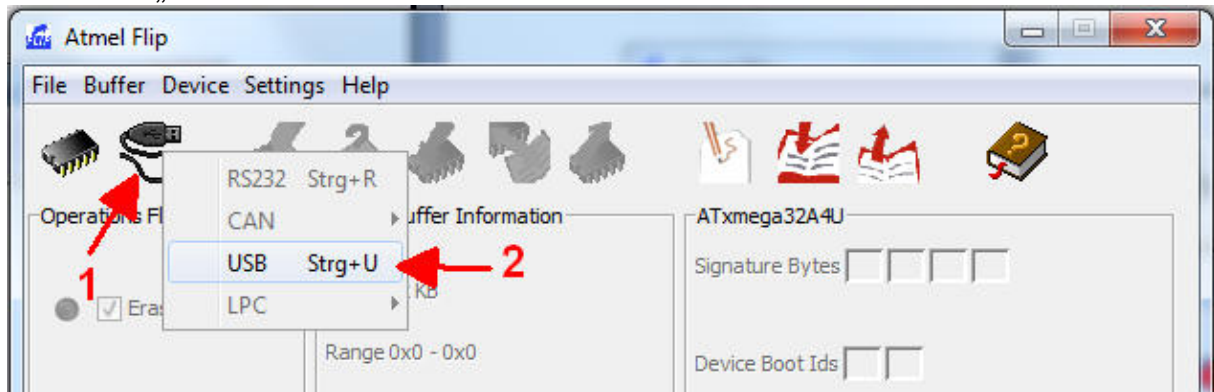 „
Atmel Flip
File Buffer Device Settings Help
RS232 Strg+R
CAN
USB Strg+U
LPC
1
2
Operations Fl
uffer Information
ATxmega32A4U
Signature Bytes
Eras
KB
Range 0x0 - 0x0
Device Boot Ids